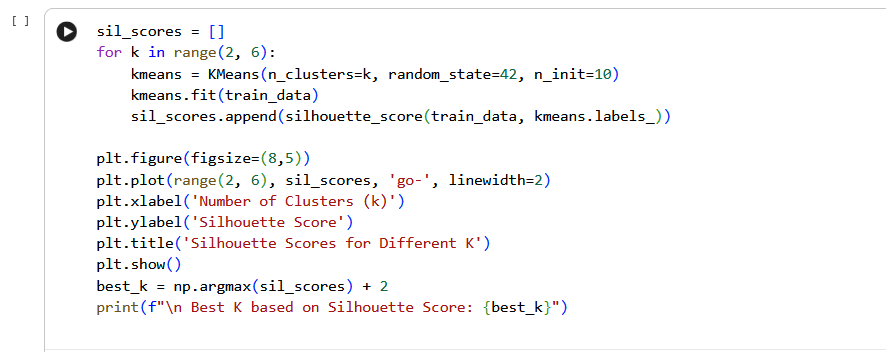 [ ]
sil_scores = []
for k in range(2, 6):
    kmeans = KMeans(n_clusters=k, random_state=42, n_init=10)
    kmeans.fit(train_data)
    sil_scores.append(silhouette_score(train_data, kmeans.labels_))

plt.figure(figsize=(8,5))
plt.plot(range(2, 6), sil_scores, 'go-', linewidth=2)
plt.xlabel('Number of Clusters (k)')
plt.ylabel('Silhouette Score')
plt.title('Silhouette Scores for Different K')
plt.show()
best_k = np.argmax(sil_scores) + 2
print(f"\n Best K based on Silhouette Score: {best_k}")